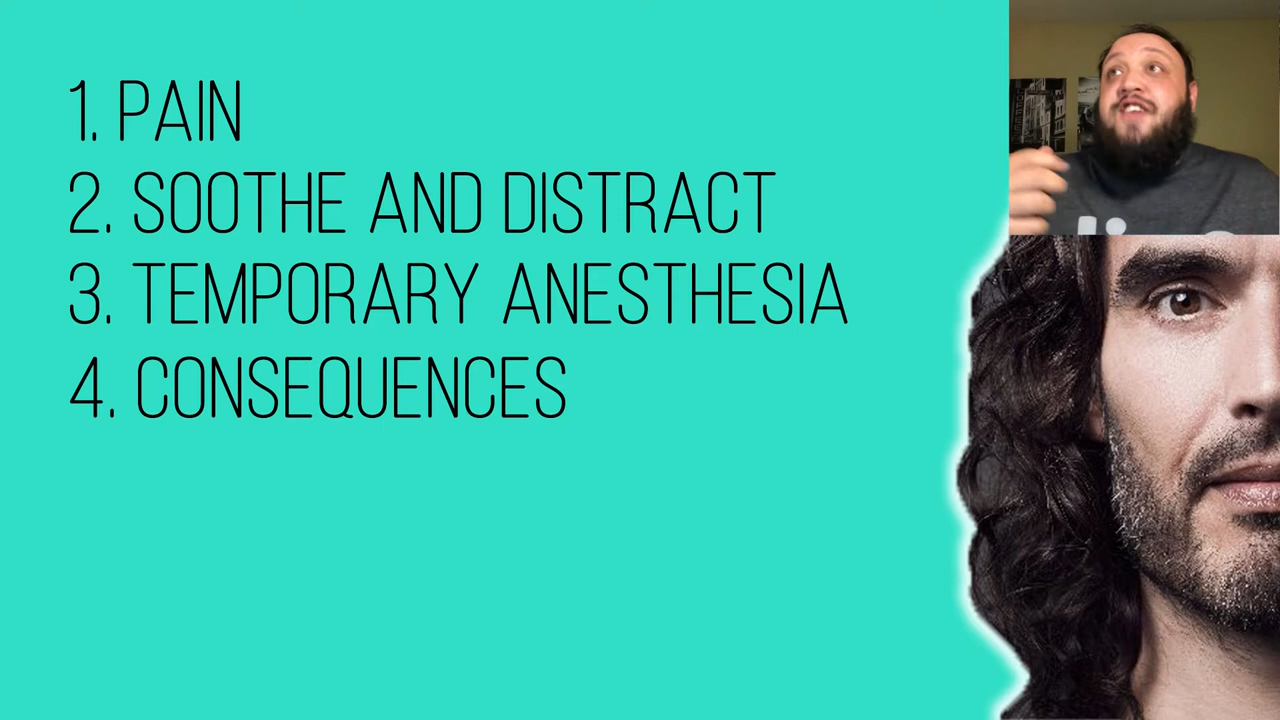 1. PAIN
2. SOOTHE AND DISTRACT
3. TEMPORARY ANESTHESIA
4. CONSEQUENCES